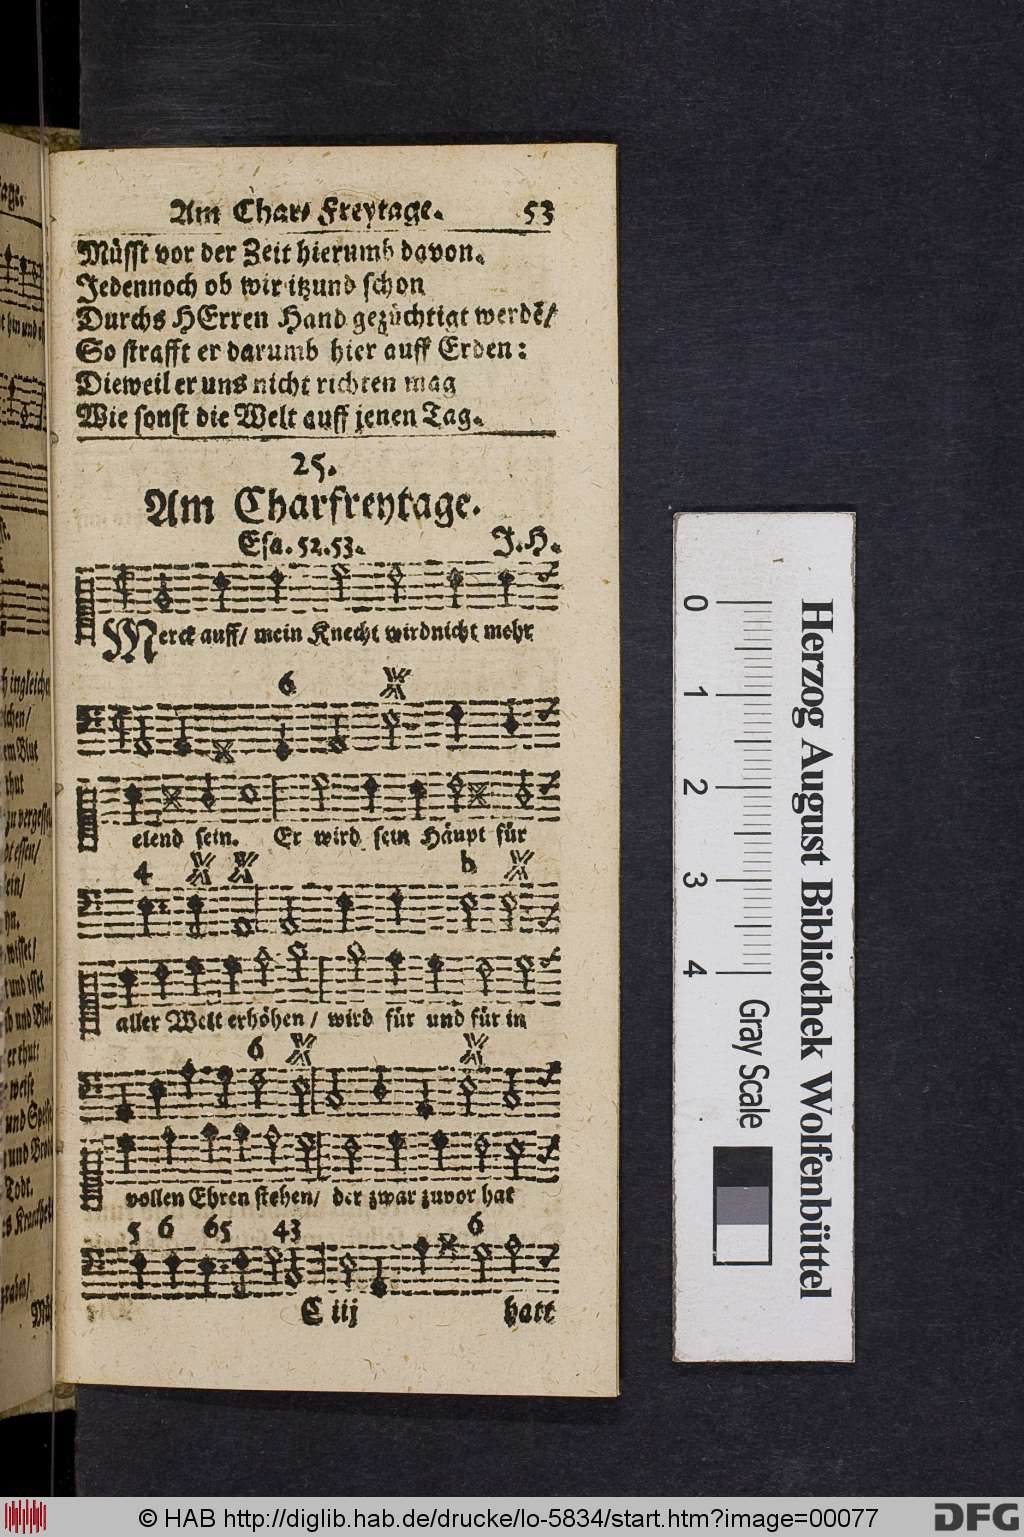 Am Char⸗Freytage. 53
Müsst vor der Zeit hierumb davon.
Jedennoch ob wir itzund schon
Durchs HErren Hand gezüchtigt werdē/
So strafft er darumb hier auff Erden:
Dieweil er uns nicht richten mag
Wie sonst die Welt auff jenen Tag.
25.
Am Charfreytage.
Esa. 52. 53. J. H.
Merck auff/ mein Knecht wird nicht mehr
6
elend sein. Er wird sein Häupt für
4 b
aller Welt erhöhen / wird für und für in
6
vollen Ehren stehen/ der zwar zuvor hat
5 6 65 43 6
C iij hatt
0 1 2 3 4
Gray Scale
Herzog August Bibliothek Wolfenbüttel
© HAB http://diglib.hab.de/drucke/lo-5834/start.htm?image=00077
DFG